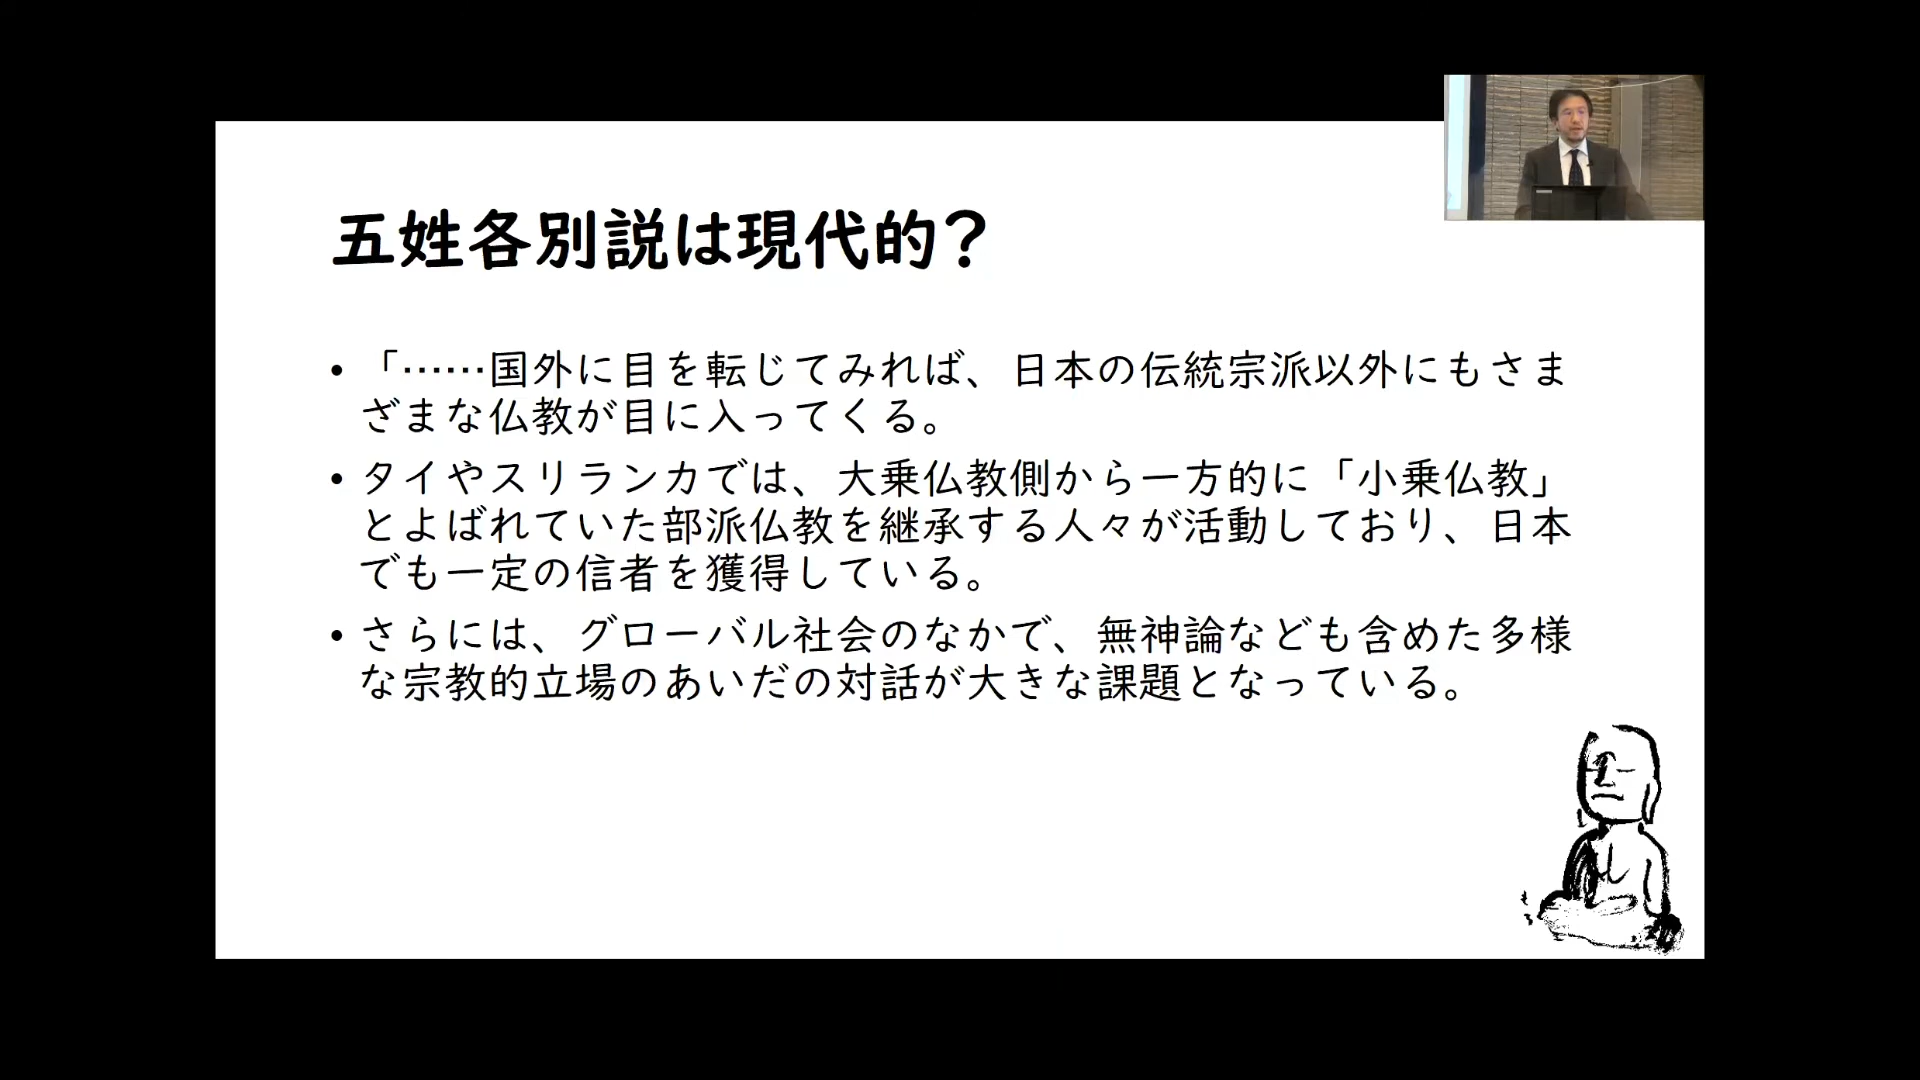 五姓各別説は現代的？
• 「……国外に目を転じてみれば、日本の伝統宗派以外にもさま
ざまな仏教が目に入ってくる。
• タイやスリランカでは、大乗仏教側から一方的に「小乗仏教」
とよばれていた部派仏教を継承する人々が活動しており、日本
でも一定の信者を獲得している。
• さらには、グローバル社会のなかで、無神論なども含めた多様
な宗教的立場のあいだの対話が大きな課題となっている。